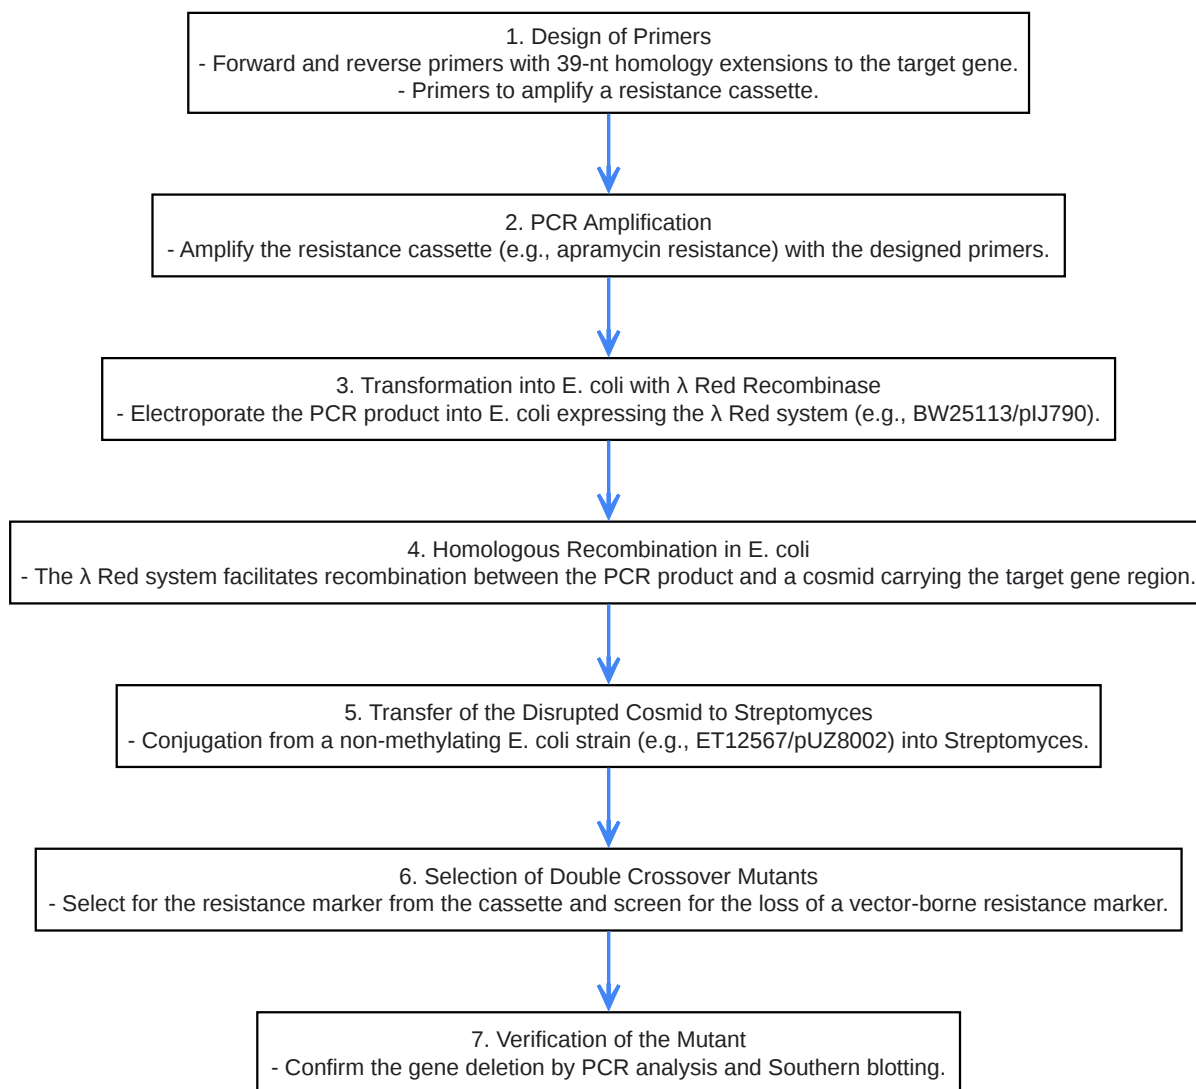 1. Design of Primers
- Forward and reverse primers with 39-nt homology extensions to the target gene.
- Primers to amplify a resistance cassette.
2. PCR Amplification
- Amplify the resistance cassette (e.g., apramycin resistance) with the designed primers.
3. Transformation into E. coli with λ Red Recombinase
- Electroporate the PCR product into E. coli expressing the λ Red system (e.g., BW25113/pIJ790).
4. Homologous Recombination in E. coli
- The λ Red system facilitates recombination between the PCR product and a cosmid carrying the target gene region.
5. Transfer of the Disrupted Cosmid to Streptomyces
- Conjugation from a non-methylating E. coli strain (e.g., ET12567/pUZ8002) into Streptomyces.
6. Selection of Double Crossover Mutants
- Select for the resistance marker from the cassette and screen for the loss of a vector-borne resistance marker.
7. Verification of the Mutant
- Confirm the gene deletion by PCR analysis and Southern blotting.